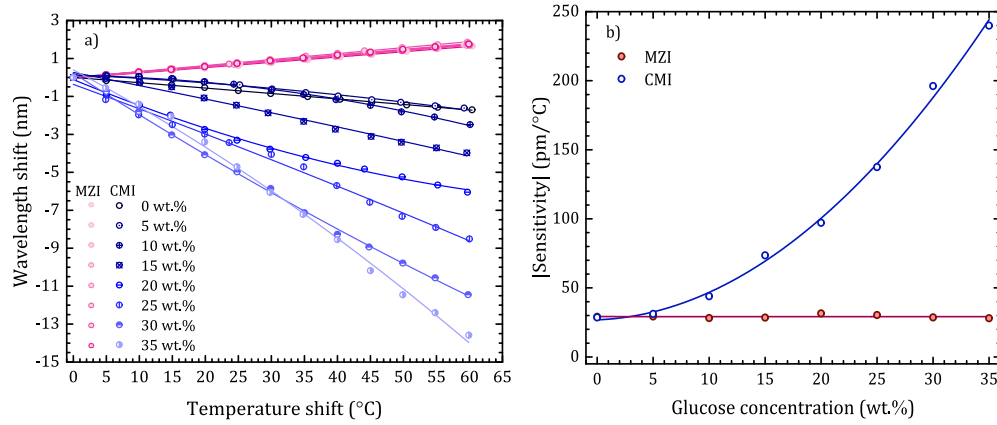 a)
Wavelength shift (nm)
1
-1
-3
-5
-7
-9
-11
-13
-15
MZI CMI
0 wt.%
5 wt.%
10 wt.%
15 wt.%
20 wt.%
25 wt.%
30 wt.%
35 wt.%
0 5 10 15 20 25 30 35 40 45 50 55 60 65
Temperature shift (°C)
b)
MZI
CMI
|Sensitivity| (pm/°C)
250
200
150
100
50
0
0 5 10 15 20 25 30 35
Glucose concentration (wt.%)